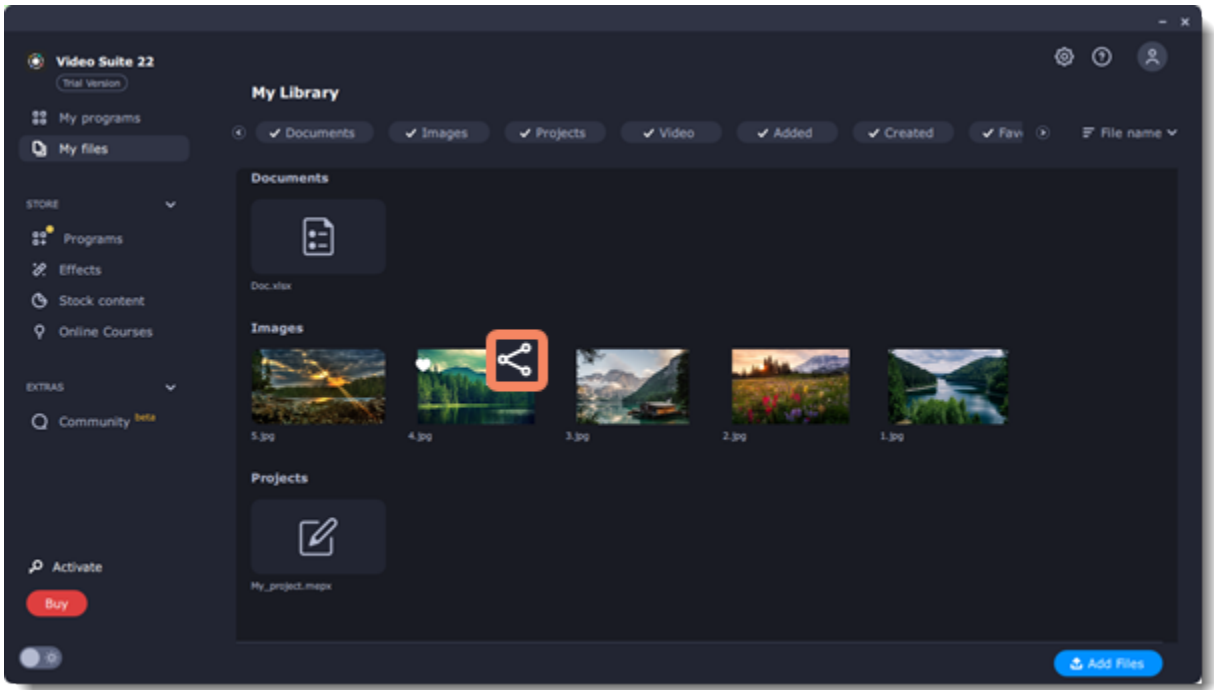 Video Suite 22
Trial Version
My programs
My files
STORE
Programs
Effects
Stock content
Online Courses
EXTRAS
Community beta
Activate
Buy
My Library
Documents Images Projects Video Added Created Fav File name
Documents
Doc.xlsx
Images
5.jpg 4.jpg 3.jpg 2.jpg 1.jpg
Projects
My_project.mepx
Add Files